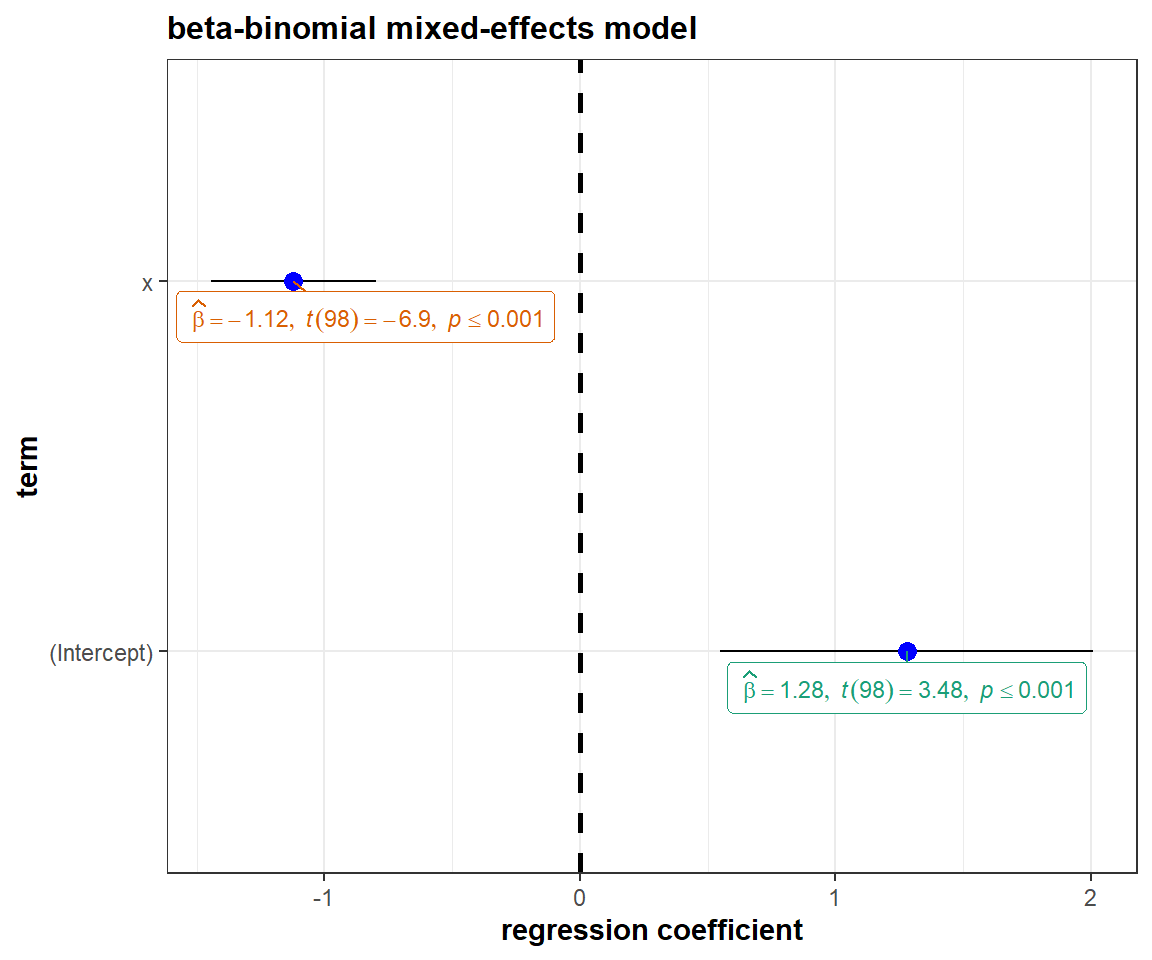 beta-binomial mixed-effects model
term
x
β̂ = −1.12, t(98) = −6.9, p ≤ 0.001
(Intercept)
β̂ = 1.28, t(98) = 3.48, p ≤ 0.001
-1 0 1 2
regression coefficient